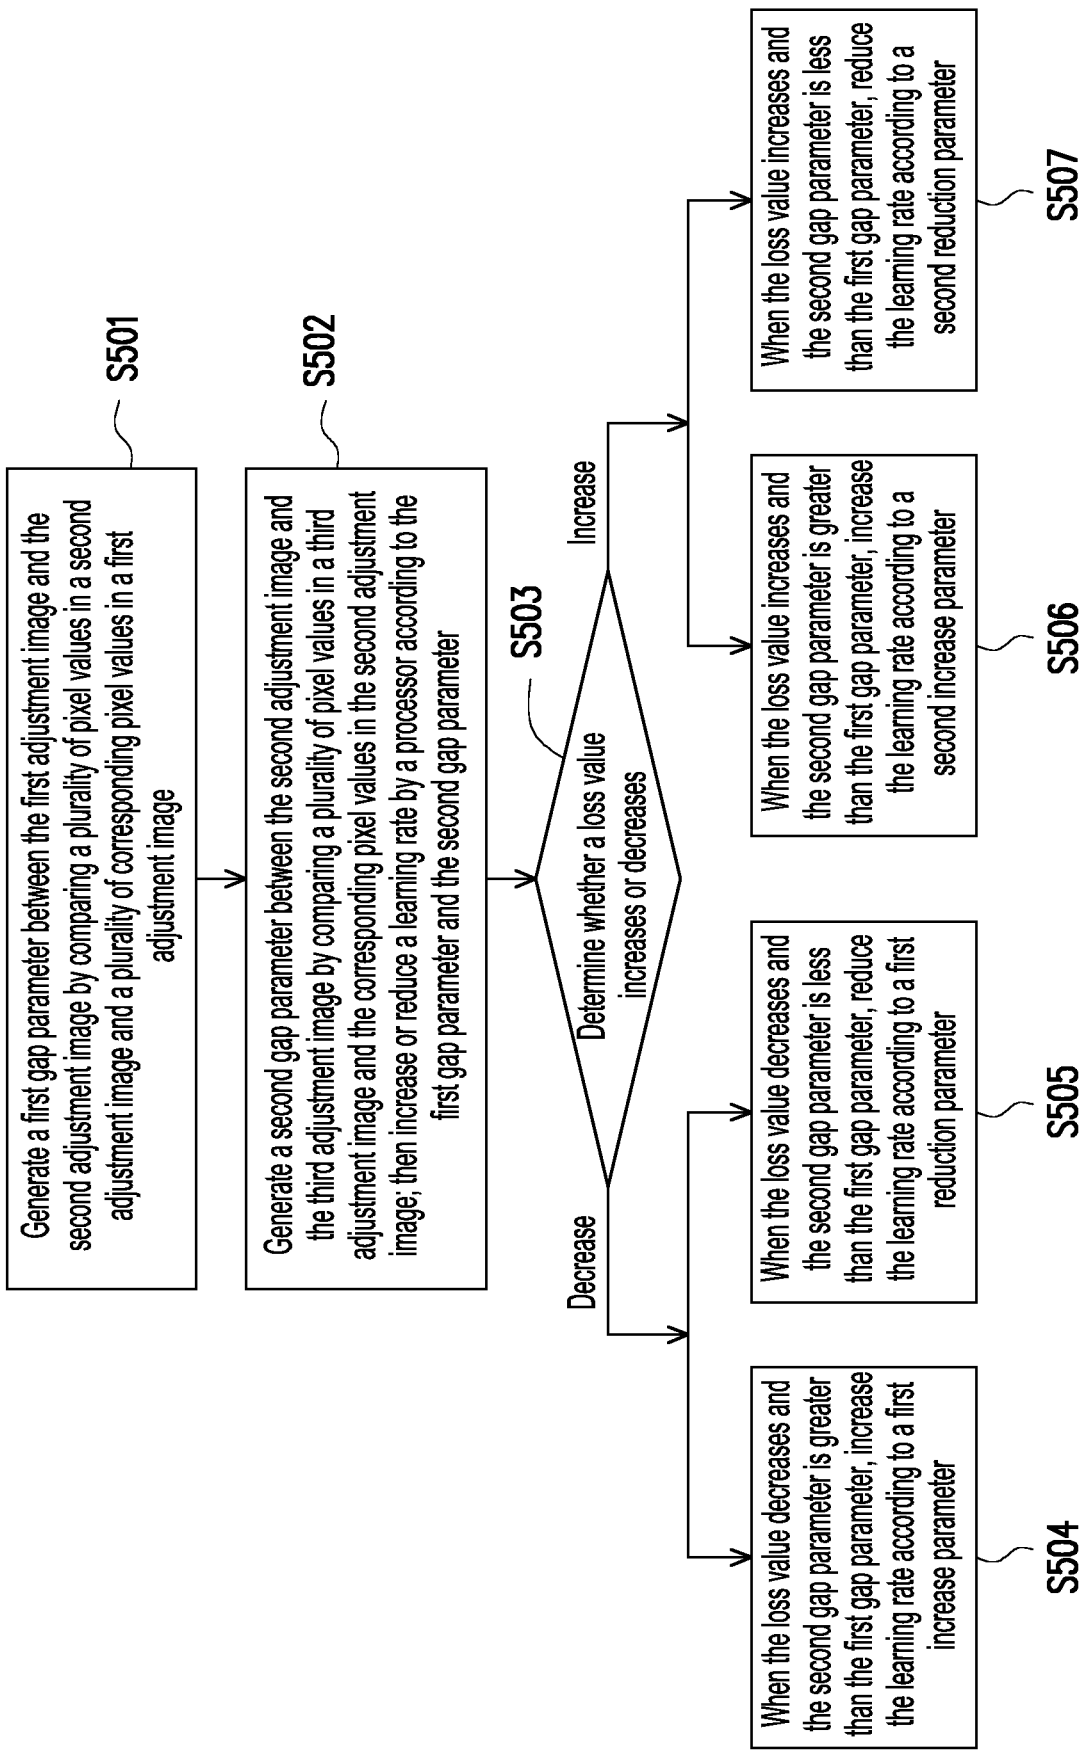 S501
Generate a first gap parameter between the first adjustment image and the
second adjustment image by comparing a plurality of pixel values in a second
adjustment image and a plurality of corresponding pixel values in a first
adjustment image
S502
Generate a second gap parameter between the second adjustment image and
the third adjustment image by comparing a plurality of pixel values in a third
adjustment image and the corresponding pixel values in the second adjustment
image; then increase or reduce a learning rate by a processor according to the
first gap parameter and the second gap parameter
S503
Determine whether a loss value
increases or decreases
Decrease
Increase
When the loss value decreases and
the second gap parameter is greater
than the first gap parameter, increase
the learning rate according to a first
increase parameter
S504
When the loss value decreases and
the second gap parameter is less
than the first gap parameter, reduce
the learning rate according to a first
reduction parameter
S505
When the loss value increases and
the second gap parameter is greater
than the first gap parameter, increase
the learning rate according to a
second increase parameter
S506
When the loss value increases and
the second gap parameter is less
than the first gap parameter, reduce
the learning rate according to a
second reduction parameter
S507